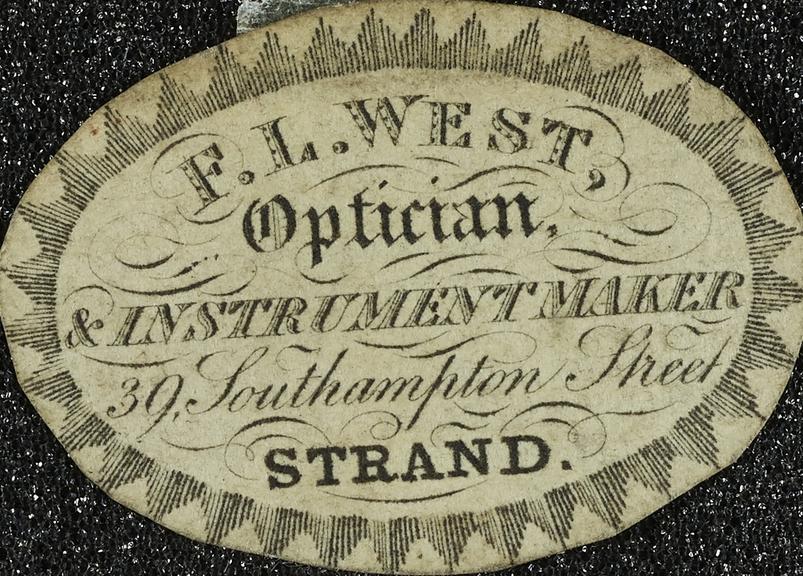 F. L. WEST,
Optician,
& INSTRUMENT MAKER
39, Southampton Street
STRAND.